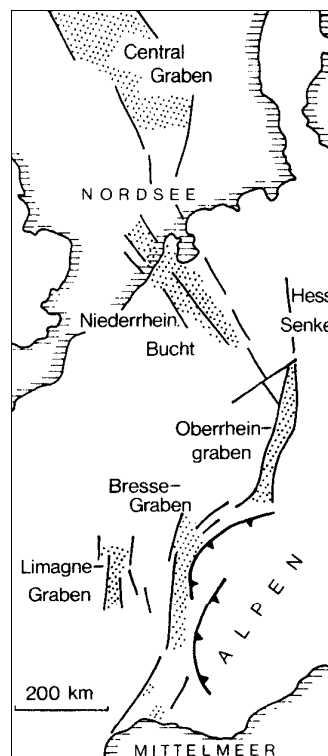 Central
Graben
NORDSEE
Hess
Senke
Niederrhein.
Bucht
Oberrhein-
graben
Bresse-
Graben
Limagne-
Graben
ALPEN
200 km
MITTELMEER